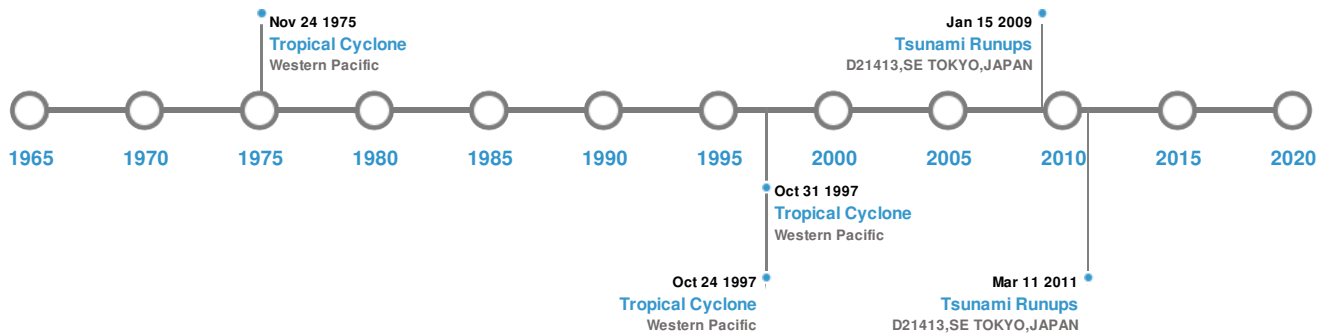 Nov 24 1975
Tropical Cyclone
Western Pacific
Jan 15 2009
Tsunami Runups
D21413,SE TOKYO,JAPAN
1965 1970 1975 1980 1985 1990 1995 2000 2005 2010 2015 2020
Oct 31 1997
Tropical Cyclone
Western Pacific
Oct 24 1997
Tropical Cyclone
Western Pacific
Mar 11 2011
Tsunami Runups
D21413,SE TOKYO,JAPAN